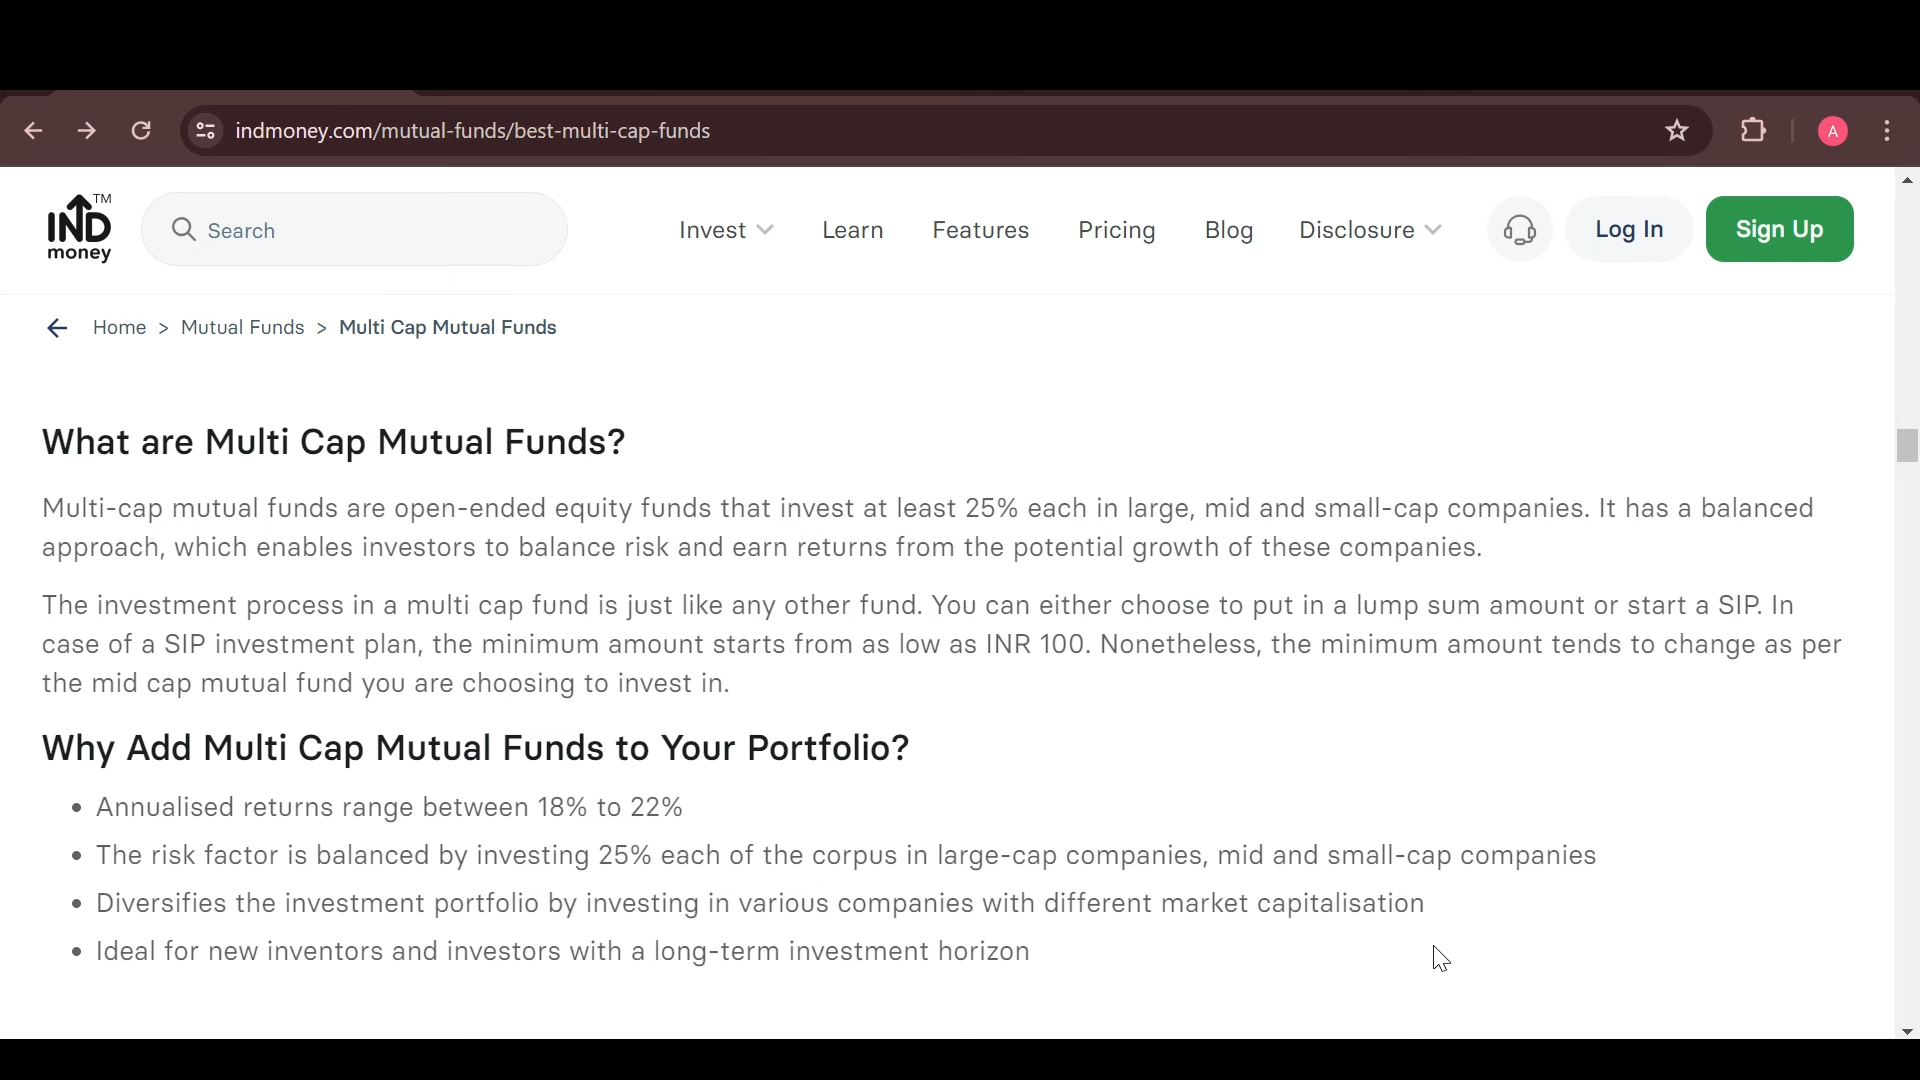 indmoney.com/mutual-funds/best-multi-cap-funds
A
IND
money
TM
Search
Invest
Learn
Features
Pricing
Blog
Disclosure
Log In
Sign Up
Home > Mutual Funds > Multi Cap Mutual Funds
What are Multi Cap Mutual Funds?
Multi-cap mutual funds are open-ended equity funds that invest at least 25% each in large, mid and small-cap companies. It has a balanced
approach, which enables investors to balance risk and earn returns from the potential growth of these companies.
The investment process in a multi cap fund is just like any other fund. You can either choose to put in a lump sum amount or start a SIP. In
case of a SIP investment plan, the minimum amount starts from as low as INR 100. Nonetheless, the minimum amount tends to change as per
the mid cap mutual fund you are choosing to invest in.
Why Add Multi Cap Mutual Funds to Your Portfolio?
• Annualised returns range between 18% to 22%
• The risk factor is balanced by investing 25% each of the corpus in large-cap companies, mid and small-cap companies
• Diversifies the investment portfolio by investing in various companies with different market capitalisation
• Ideal for new inventors and investors with a long-term investment horizon